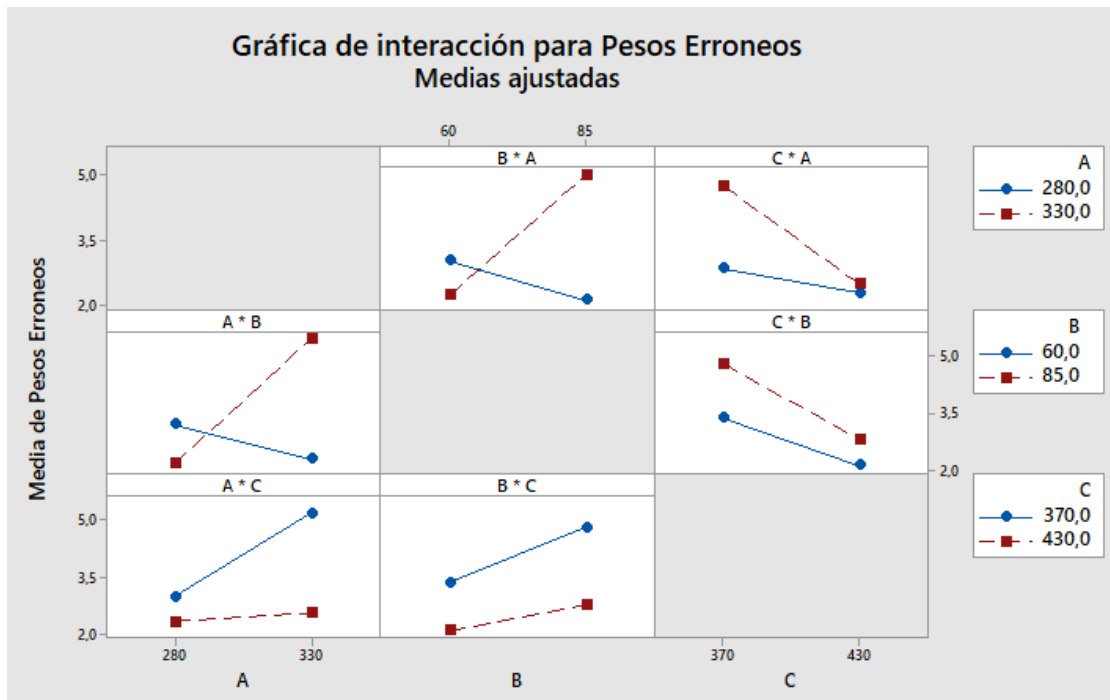 Gráfica de interacción para Pesos Erroneos
Medias ajustadas
60 85
B * A C * A
5,0
3,5
2,0
A
280,0
330,0
A * B C * B
5,0
3,5
2,0
B
60,0
85,0
Media de Pesos Erroneos
A * C B * C
5,0
3,5
2,0
C
370,0
430,0
280 330 370 430
A B C